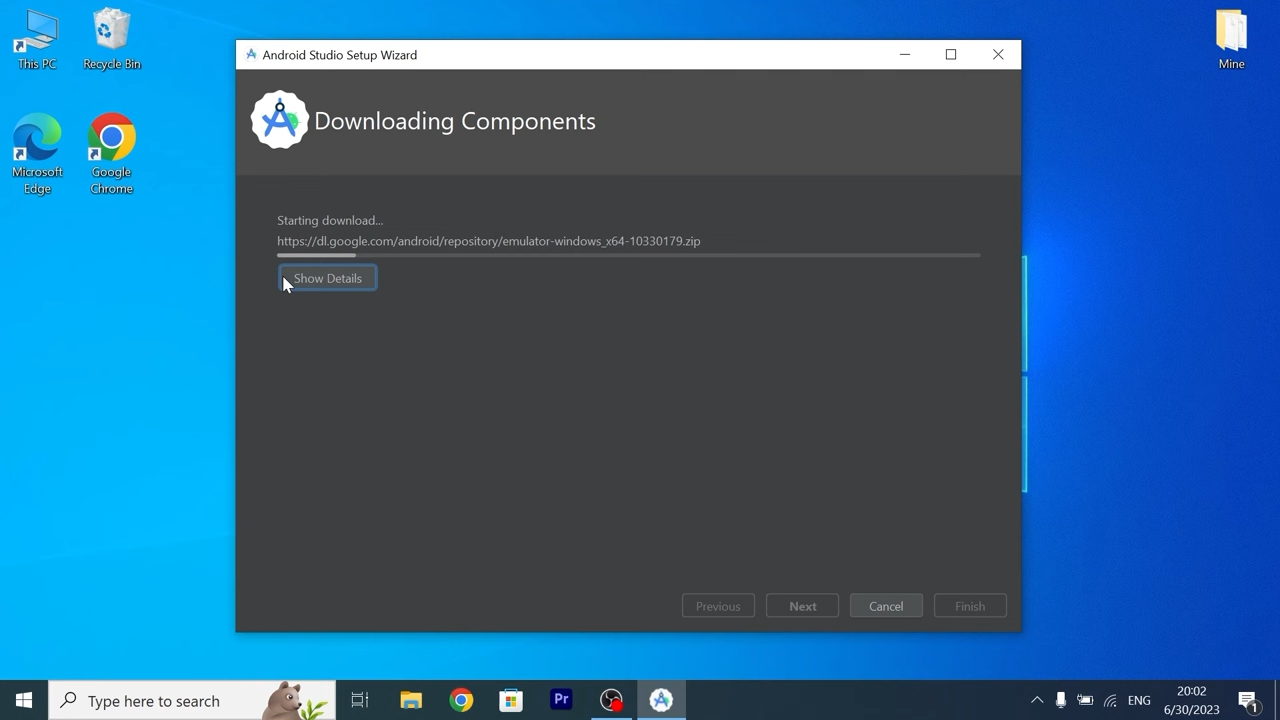 This PC
Recycle Bin
Mine
Microsoft
Edge
Google
Chrome
Android Studio Setup Wizard
Downloading Components
Starting download...
https://dl.google.com/android/repository/emulator-windows_x64-10330179.zip
Show Details
Previous
Next
Cancel
Finish
Type here to search
Pr
ENG
20:02
6/30/2023
1